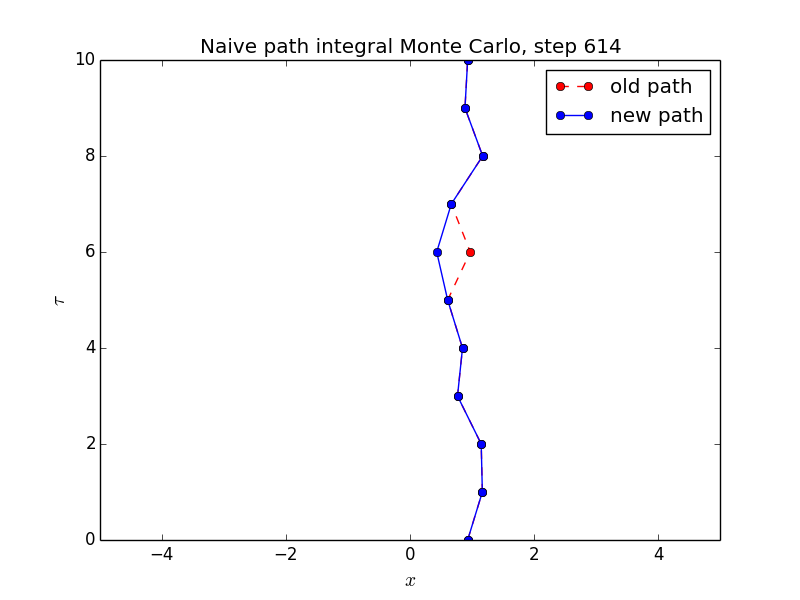 Naive path integral Monte Carlo, step 614
10
8
6
4
2
0
τ
old path
new path
−4
−2
0
2
4
x